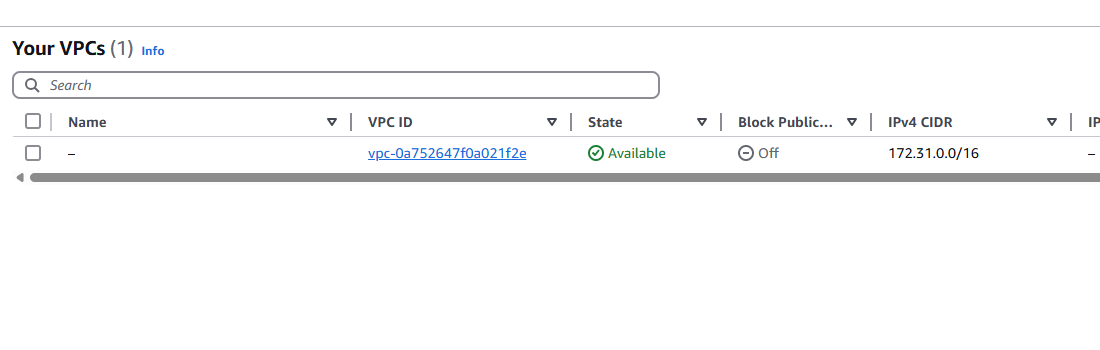 Your VPCs (1) Info
Search
Name VPC ID State Block Public... IPv4 CIDR IP
– vpc-0a752647f0a021f2e Available Off 172.31.0.0/16 –